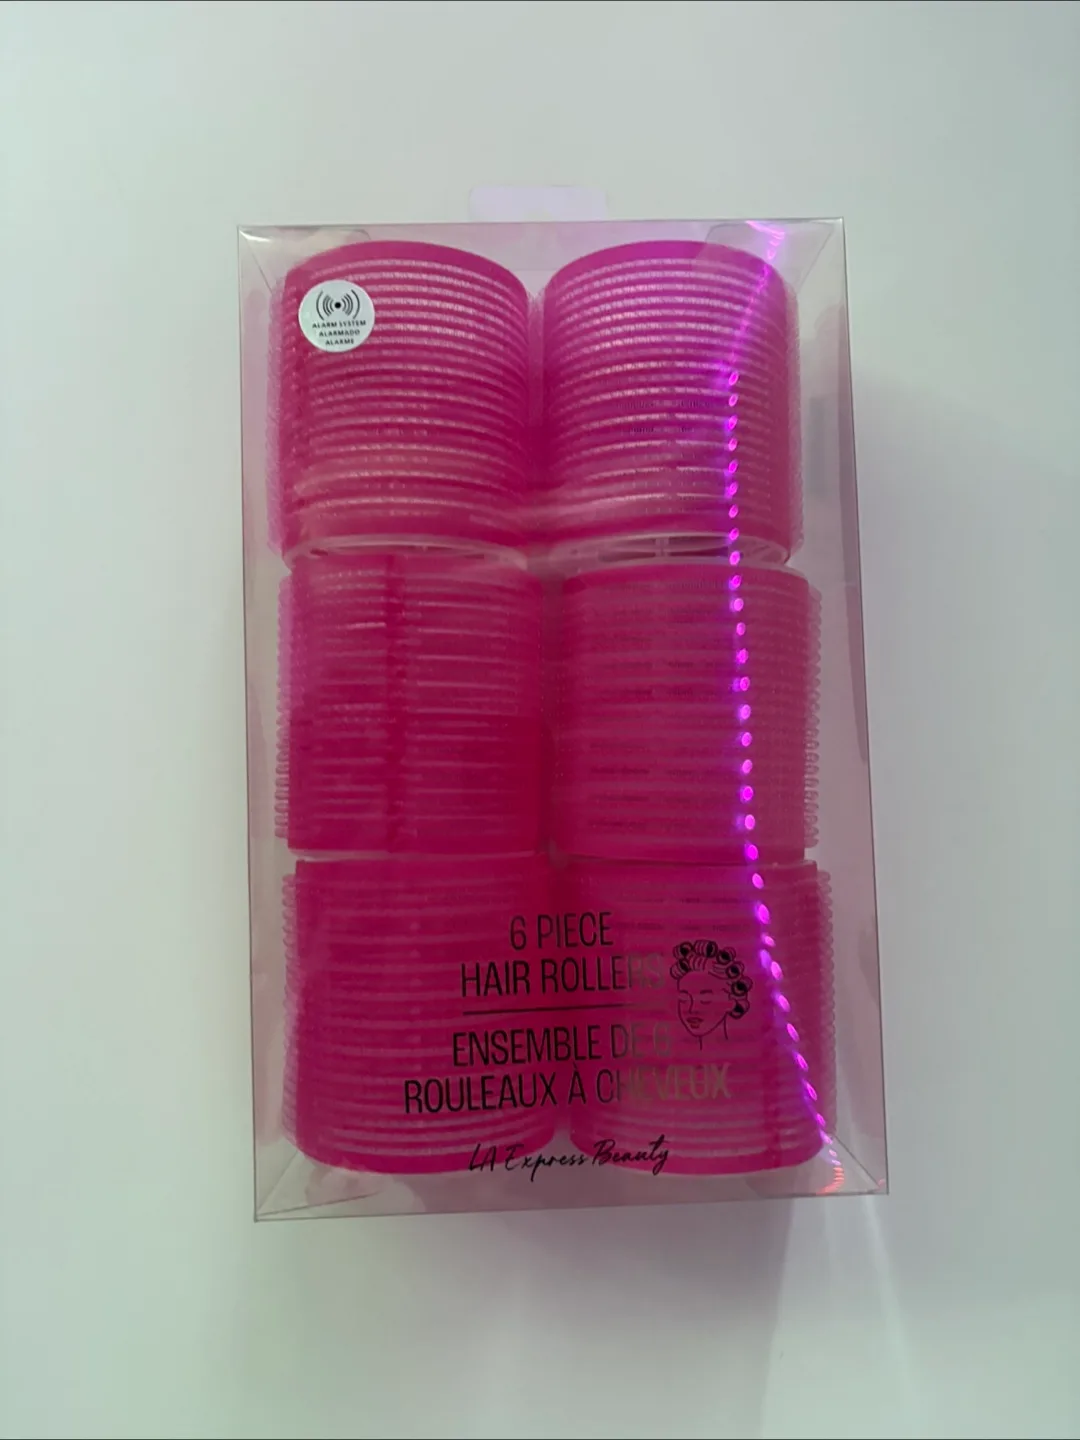 ALARM SYSTEM
ALARMADO
ALARME
6 PIECE
HAIR ROLLERS
ENSEMBLE DE 6
ROULEAUX À CHEVEUX
LA Express Beauty